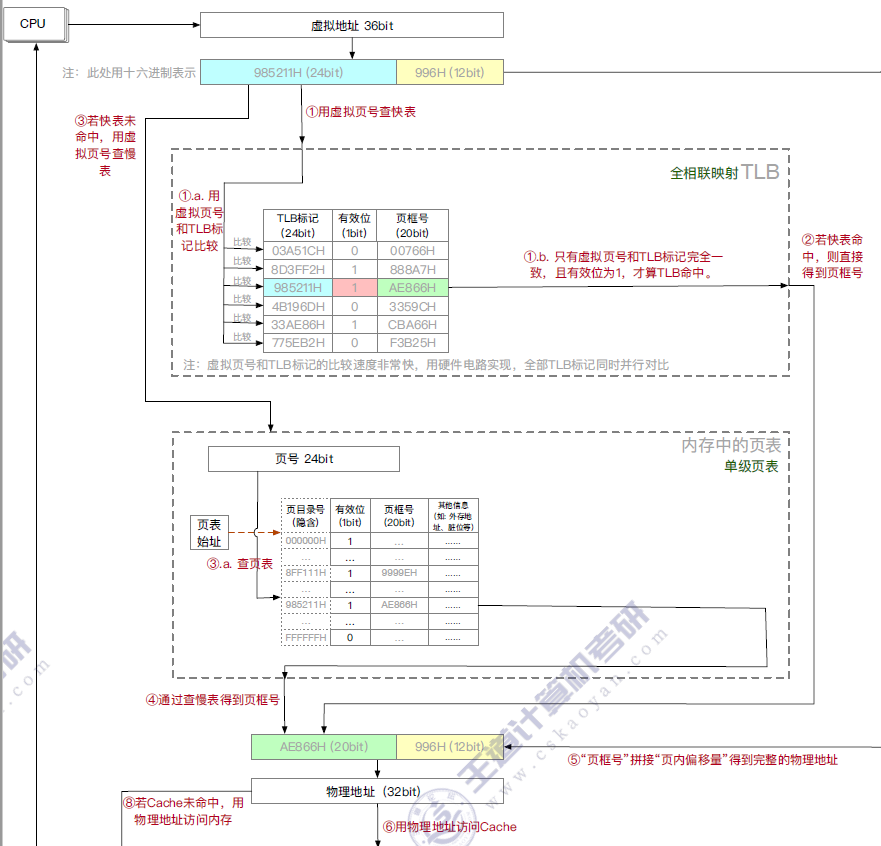 CPU
虚拟地址 36bit
注：此处用十六进制表示
985211H (24bit)
996H (12bit)
①用虚拟页号查快表
③若快表未
命中，用虚
拟页号查慢
表
全相联映射TLB
①.a. 用
虚拟页号
和TLB标
记比较
TLB标记
(24bit)
有效位
(1bit)
页框号
(20bit)
比较
03A51CH 0 00766H
比较
8D3FF2H 1 888A7H
比较
985211H 1 AE866H
比较
4B196DH 0 3359CH
比较
33AE86H 1 CBA66H
比较
775EB2H 0 F3B25H
①.b. 只有虚拟页号和TLB标记完全一
致，且有效位为1，才算TLB命中。
②若快表命
中，则直接
得到页框号
注：虚拟页号和TLB标记的比较速度非常快，用硬件电路实现，全部TLB标记同时并行对比
内存中的页表
单级页表
页号 24bit
页表
始址
③.a. 查页表
页目录号
(隐含)
有效位
(1bit)
页框号
(20bit)
其他信息
(如: 外存地
址、脏位等)
000000H 1 ... ......
... ... ... ......
8FF111H 1 9999EH ......
... ... ... ......
985211H 1 AE866H ......
... ... ... ......
FFFFFFH 0 ... ......
④通过查慢表得到页框号
AE866H (20bit)
996H (12bit)
⑤“页框号”拼接“页内偏移量”得到完整的物理地址
物理地址（32bit）
⑧若Cache未命中，用
物理地址访问内存
⑥用物理地址访问Cache
王道计算机考研
www.cskaoyan.com
研
.com